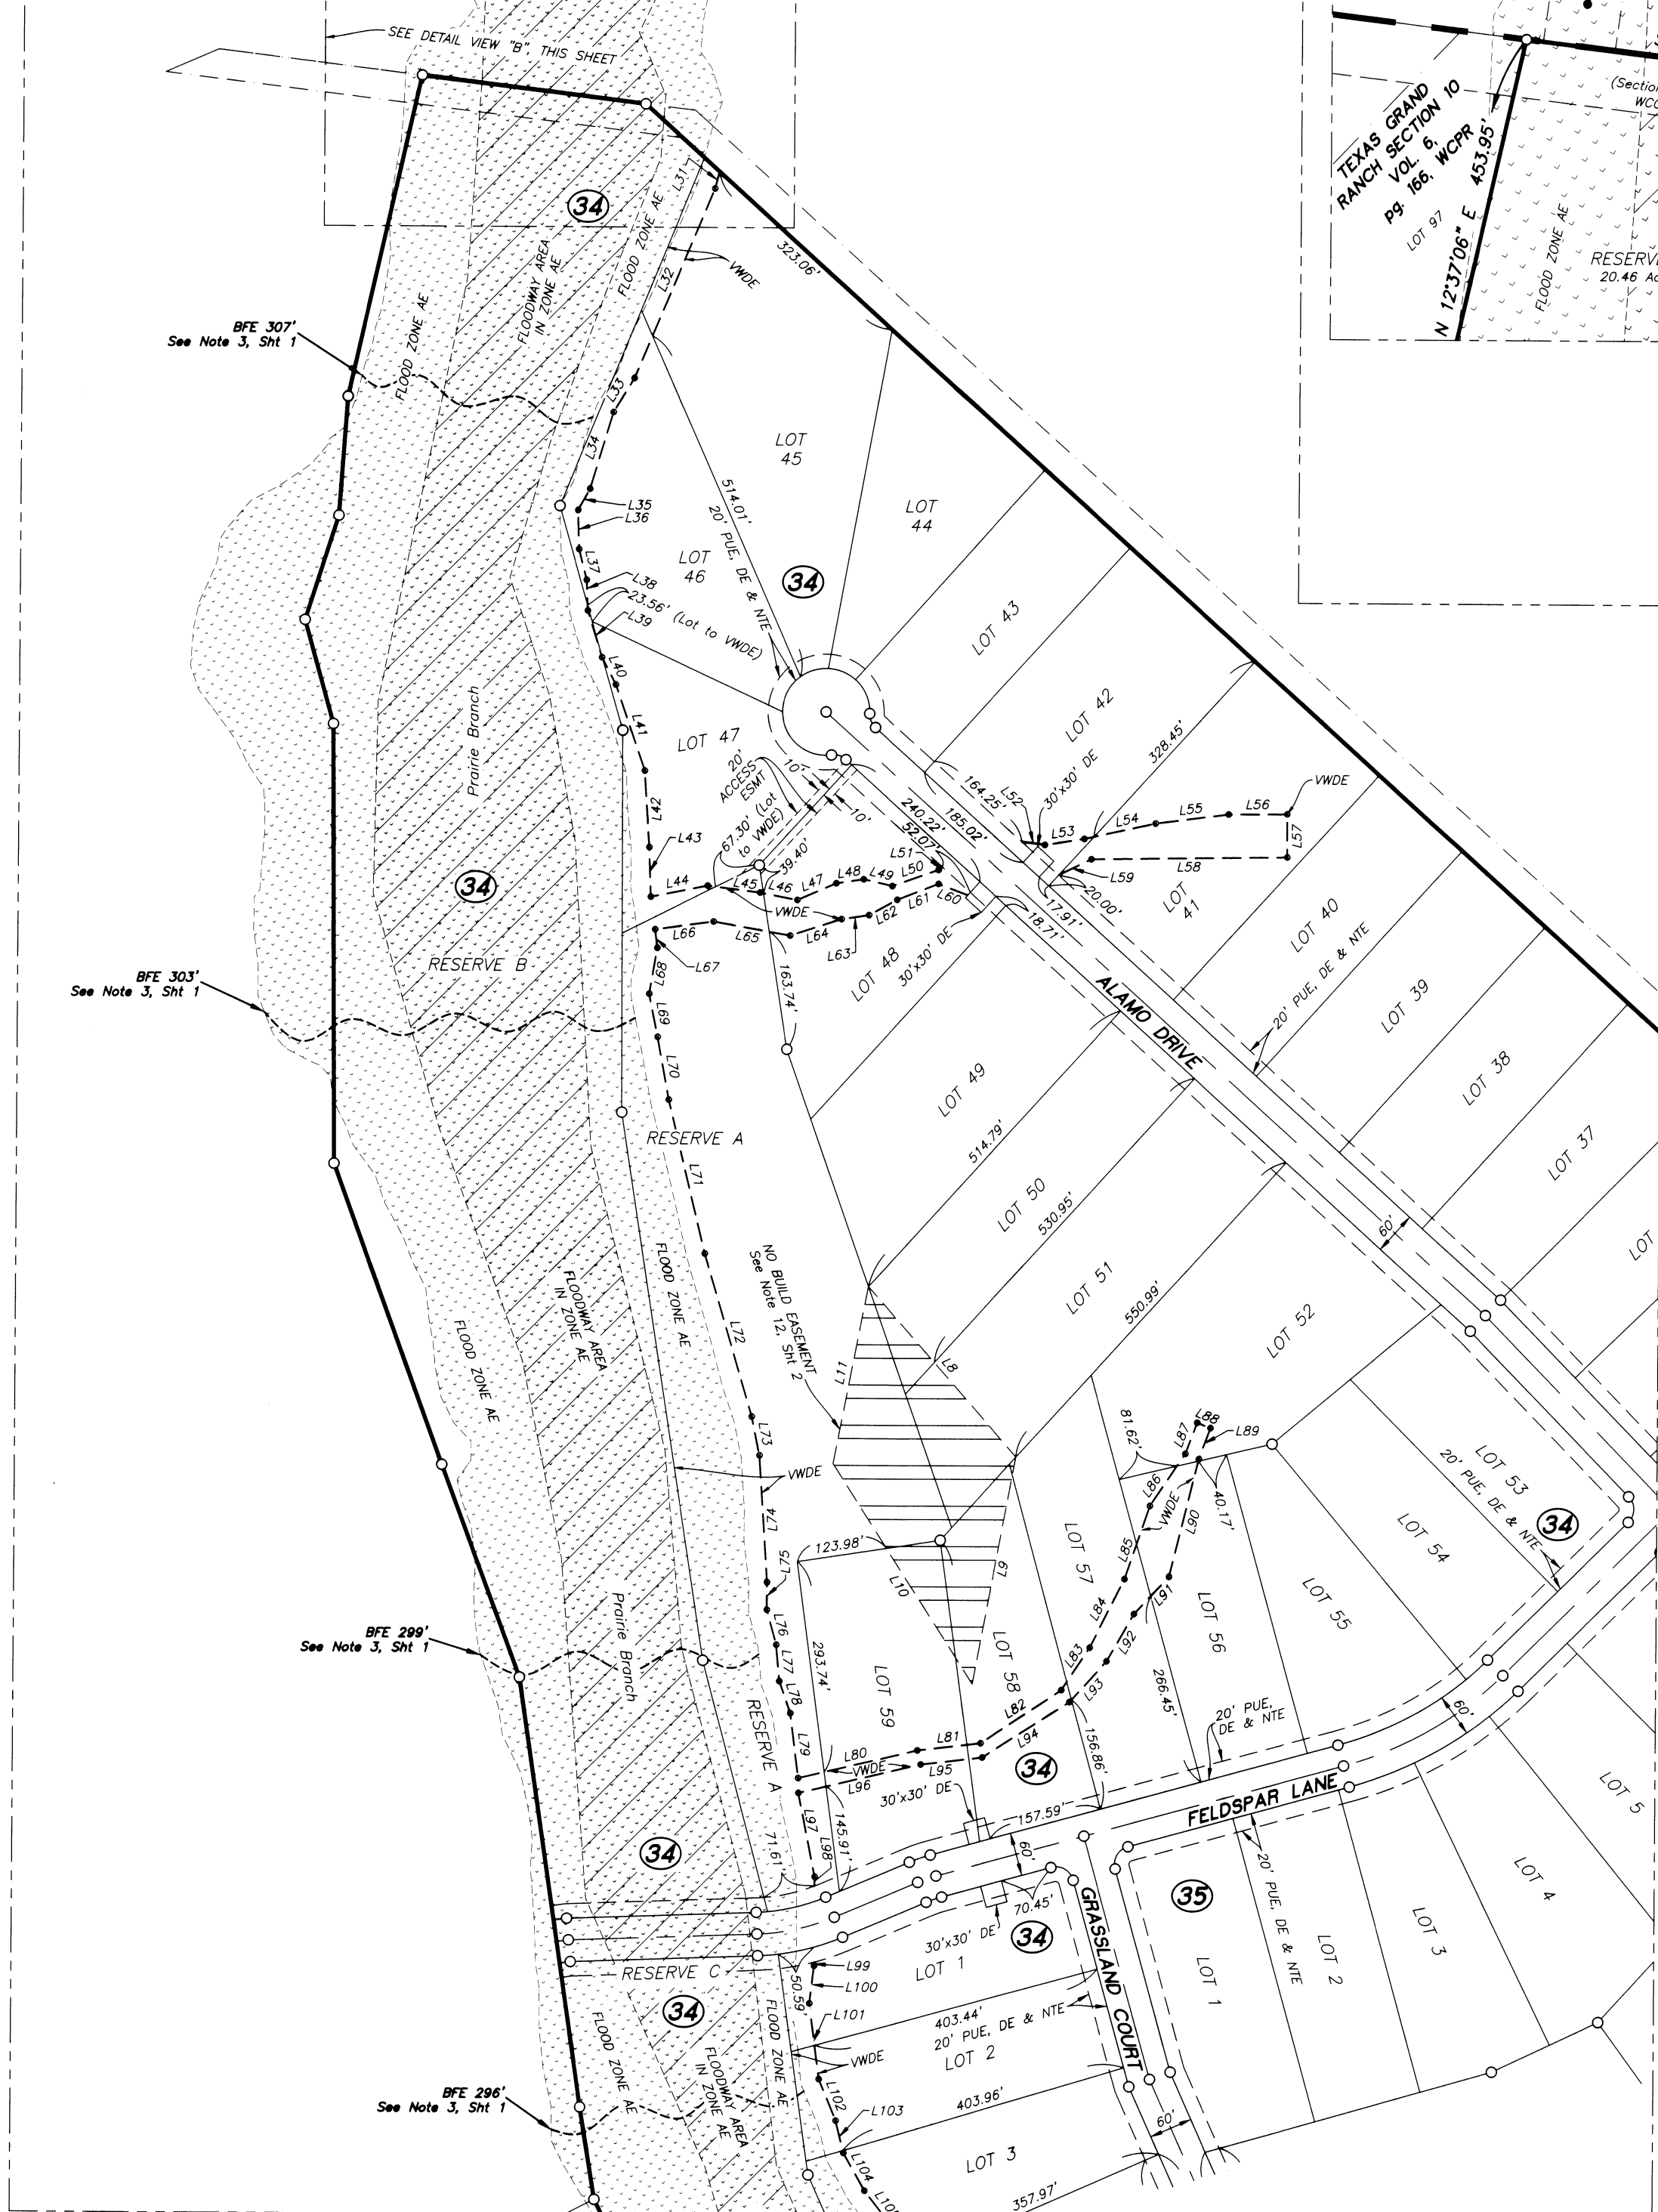 SEE DETAIL VIEW "B", THIS SHEET
TEXAS GRAND
RANCH SECTION 10
VOL. 6,
Pg. 166, WCPR
LOT 97
N 12°37'06" E 453.95'
FLOOD ZONE AE
RESERV
20.46 Ac
(Section
WCC
34
L31
FLOOD ZONE AE
L32
VWDE
323.06'
FLOODWAY AREA
IN ZONE AE
FLOOD ZONE AE
BFE 307'
See Note 3, Sht 1
L33
L34
L35
L36
L37
L38
23.56' (Lot to VWDE)
L39
L40
L41
L42
L43
LOT
45
514.01'
20' PUE, DE & NTE
LOT
44
LOT
46
34
LOT 43
LOT 42
LOT 47
20'
ACCESS
ESMT
10'
10'
67.30' (Lot
to VWDE)
39.40'
164.25'
240.22'
185.02'
52.07'
L52
30'x30' DE
328.45'
L53
L54
L55
L56
VWDE
L57
L58
L59
20.00'
17.91'
18.71'
LOT
41
LOT 40
20' PUE, DE & NTE
LOT 39
LOT 38
LOT 37
LOT
L44
L45
L46
L47
L48
L49
L50
L51
VWDE
L60
L61
L62
L63
L64
L65
L66
L67
L68
L69
L70
L71
L72
L73
L74
L75
L76
L77
L78
L79
Prairie Branch
34
RESERVE B
BFE 303'
See Note 3, Sht 1
163.74'
LOT 48
30'x30' DE
ALAMO DRIVE
LOT 49
514.79'
RESERVE A
LOT 50
530.95'
60'
LOT 51
550.99'
LOT 52
NO BUILD EASEMENT
See Note 12, Sht 2
L11
L8
L9
L10
FLOOD ZONE AE
FLOODWAY AREA
IN ZONE AE
FLOOD ZONE AE
VWDE
81.62'
L87
L88
L89
L86
VWDE
40.17'
L90
L85
L84
L83
L91
L92
L93
L82
L94
L81
L95
L80
VWDE
L96
L97
L98
LOT 53
20' PUE, DE & NTE
34
LOT 54
LOT 55
LOT 56
LOT 57
LOT 58
LOT 59
123.98'
293.74'
266.45'
156.86'
20' PUE,
DE & NTE
BFE 299'
See Note 3, Sht 1
Prairie Branch
RESERVE A
34
30'x30' DE
157.59'
145.91'
71.61'
60'
60'
FELDSPAR LANE
34
LOT 5
LOT 4
LOT 3
LOT 2
LOT 1
20' PUE, DE & NTE
35
GRASSLAND COURT
70.45'
30'x30' DE
34
LOT 1
L99
L100
L101
50.59'
RESERVE C
34
403.44'
20' PUE, DE & NTE
VWDE
LOT 2
403.96'
L102
L103
L104
LOT 3
357.97'
60'
FLOOD ZONE AE
FLOODWAY AREA
IN ZONE AE
FLOOD ZONE AE
BFE 296'
See Note 3, Sht 1